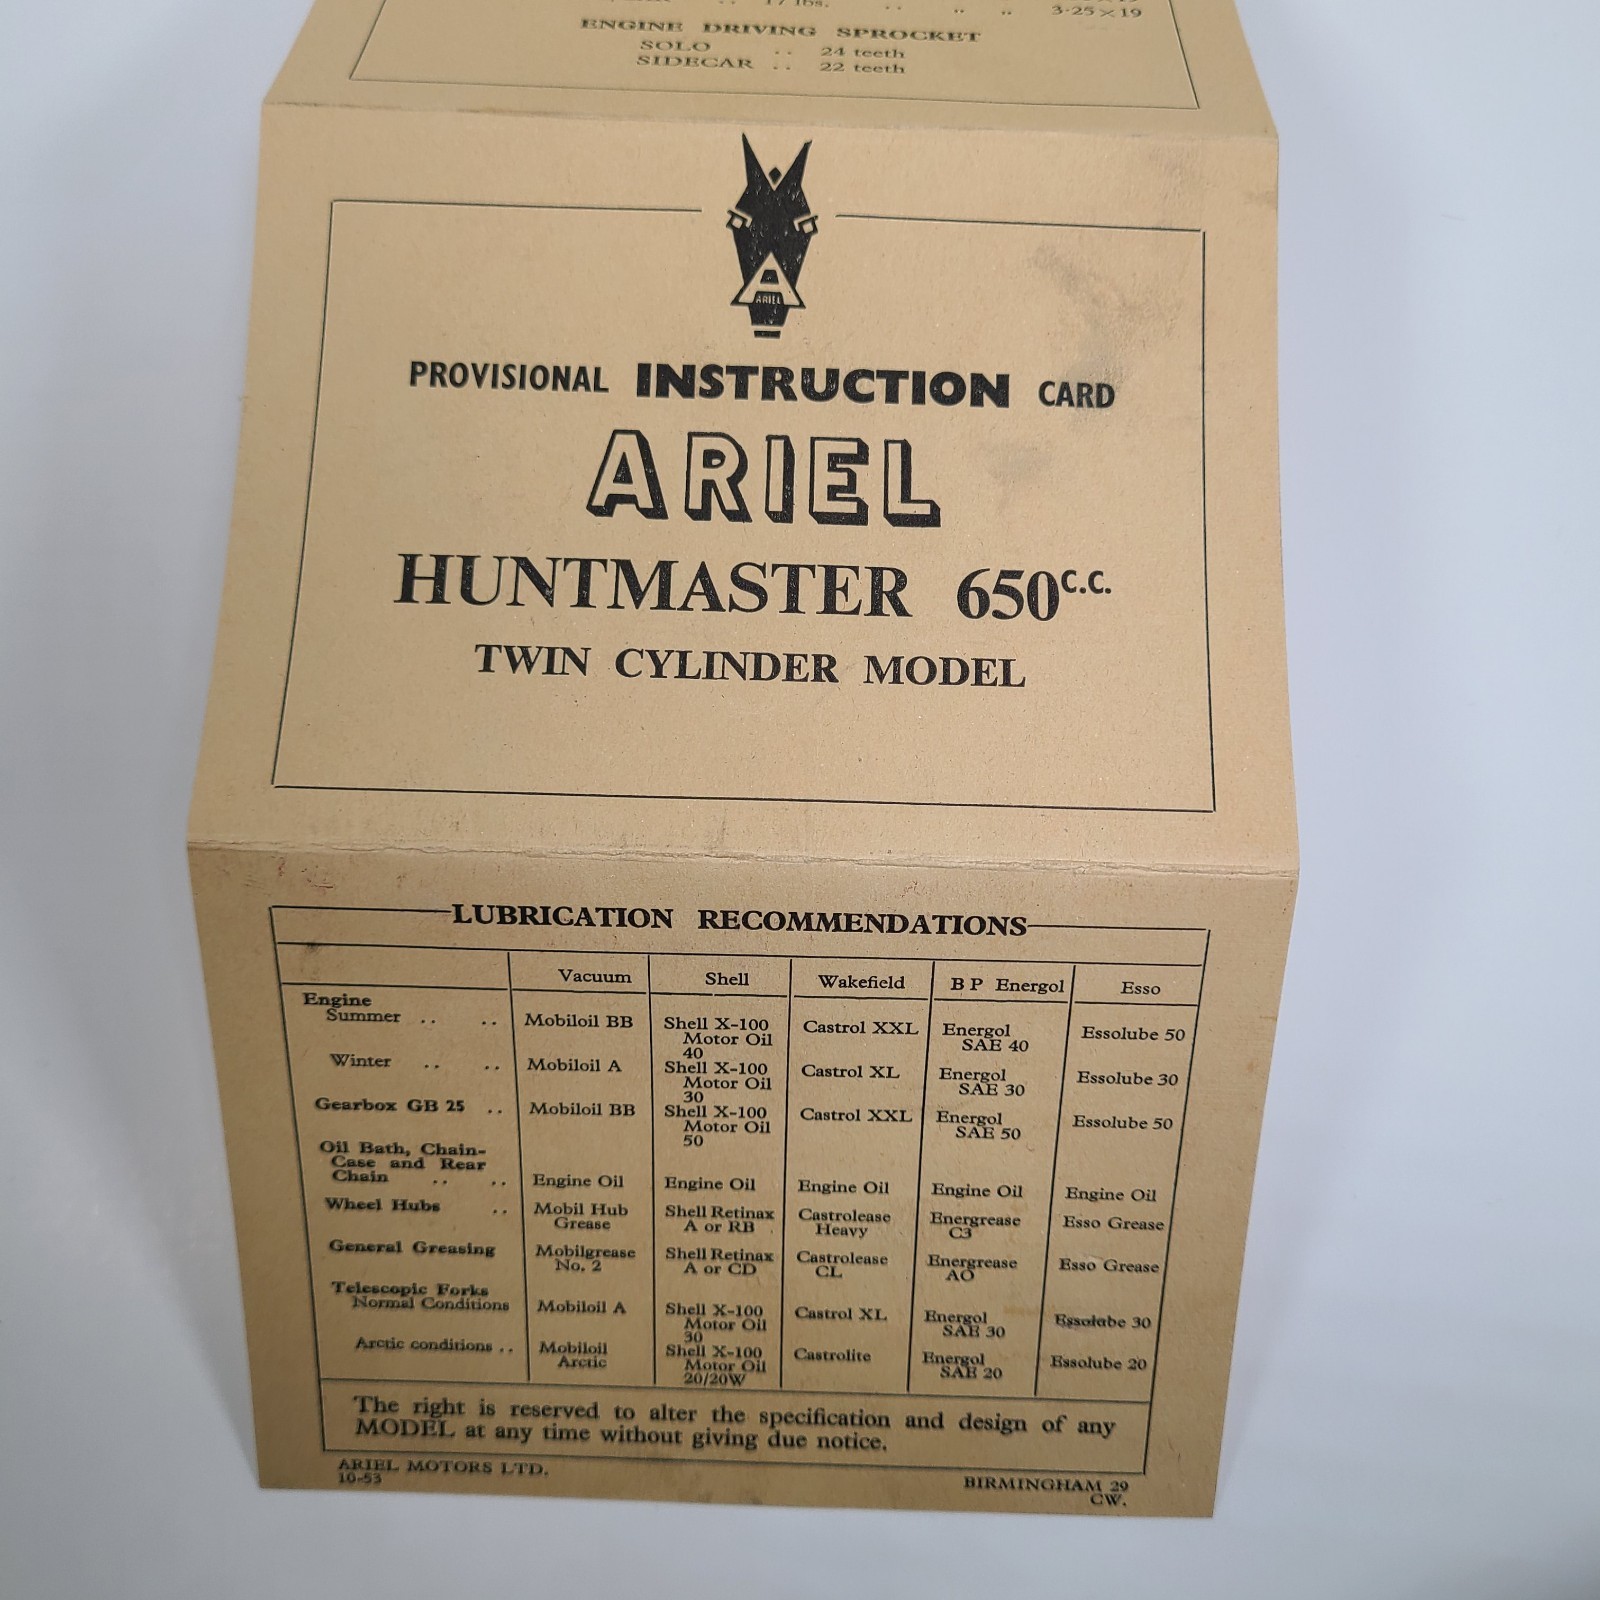 17 lbs. .. .. .. 3·25×19
ENGINE DRIVING SPROCKET
SOLO .. 24 teeth
SIDECAR .. 22 teeth
A
ARIEL
PROVISIONAL INSTRUCTION CARD
ARIEL
HUNTMASTER 650 C.C.
TWIN CYLINDER MODEL
LUBRICATION RECOMMENDATIONS
Vacuum Shell Wakefield B P Energol Esso
Engine
Summer .. .. Mobiloil BB Shell X-100 Motor Oil 40 Castrol XXL Energol SAE 40 Essolube 50
Winter .. .. Mobiloil A Shell X-100 Motor Oil 30 Castrol XL Energol SAE 30 Essolube 30
Gearbox GB 25 .. Mobiloil BB Shell X-100 Motor Oil 50 Castrol XXL Energol SAE 50 Essolube 50
Oil Bath, Chain-
Case and Rear
Chain .. .. Engine Oil Engine Oil Engine Oil Engine Oil Engine Oil
Wheel Hubs .. Mobil Hub Grease Shell Retinax A or RB Castrolease Heavy Energrease C3 Esso Grease
General Greasing Mobilgrease No. 2 Shell Retinax A or CD Castrolease CL Energrease AO Esso Grease
Telescopic Forks
Normal Conditions Mobiloil A Shell X-100 Motor Oil 30 Castrol XL Energol SAE 30 Essolube 30
Arctic conditions .. Mobiloil Arctic Shell X-100 Motor Oil 20/20W Castrolite Energol SAE 20 Essolube 20
The right is reserved to alter the specification and design of any
MODEL at any time without giving due notice.
ARIEL MOTORS LTD. BIRMINGHAM 29
10-53 CW.